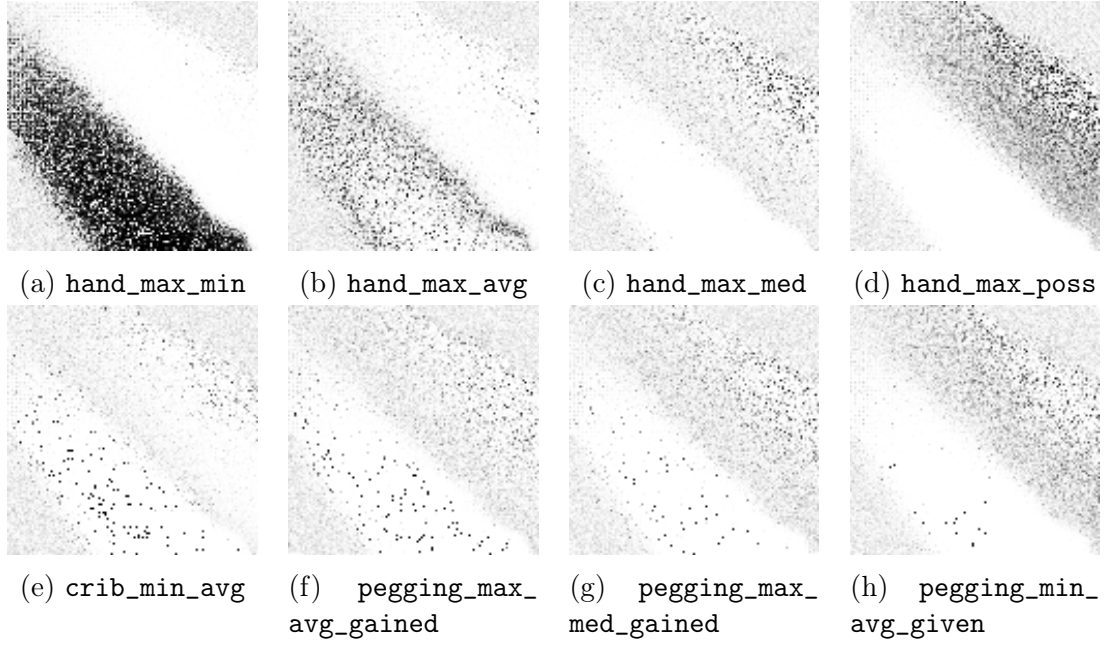 (a) hand_max_min
(b) hand_max_avg
(c) hand_max_med
(d) hand_max_poss
(e) crib_min_avg
(f) pegging_max_
avg_gained
(g) pegging_max_
med_gained
(h) pegging_min_
avg_given